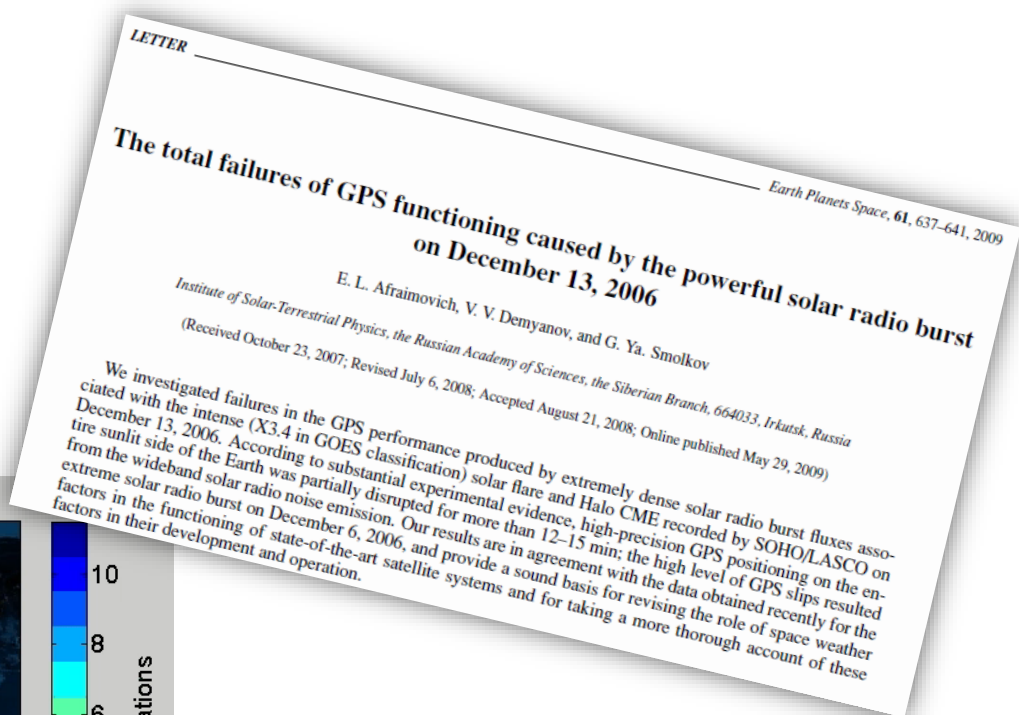 LETTER
Earth Planets Space, 61, 637–641, 2009
The total failures of GPS functioning caused by the powerful solar radio burst
on December 13, 2006
E. L. Afraimovich, V. V. Demyanov, and G. Ya. Smolkov
Institute of Solar-Terrestrial Physics, the Russian Academy of Sciences, the Siberian Branch, 664033, Irkutsk, Russia
(Received October 23, 2007; Revised July 6, 2008; Accepted August 21, 2008; Online published May 29, 2009)
We investigated failures in the GPS performance produced by extremely dense solar radio burst fluxes asso-
ciated with the intense (X3.4 in GOES classification) solar flare and Halo CME recorded by SOHO/LASCO on
December 13, 2006. According to substantial experimental evidence, high-precision GPS positioning on the en-
tire sunlit side of the Earth was partially disrupted for more than 12–15 min; the high level of GPS slips resulted
from the wideband solar radio noise emission. Our results are in agreement with the data obtained recently for the
extreme solar radio burst on December 6, 2006, and provide a sound basis for revising the role of space weather
factors in the functioning of state-of-the-art satellite systems and for taking a more thorough account of these
factors in their development and operation.
10
8
6